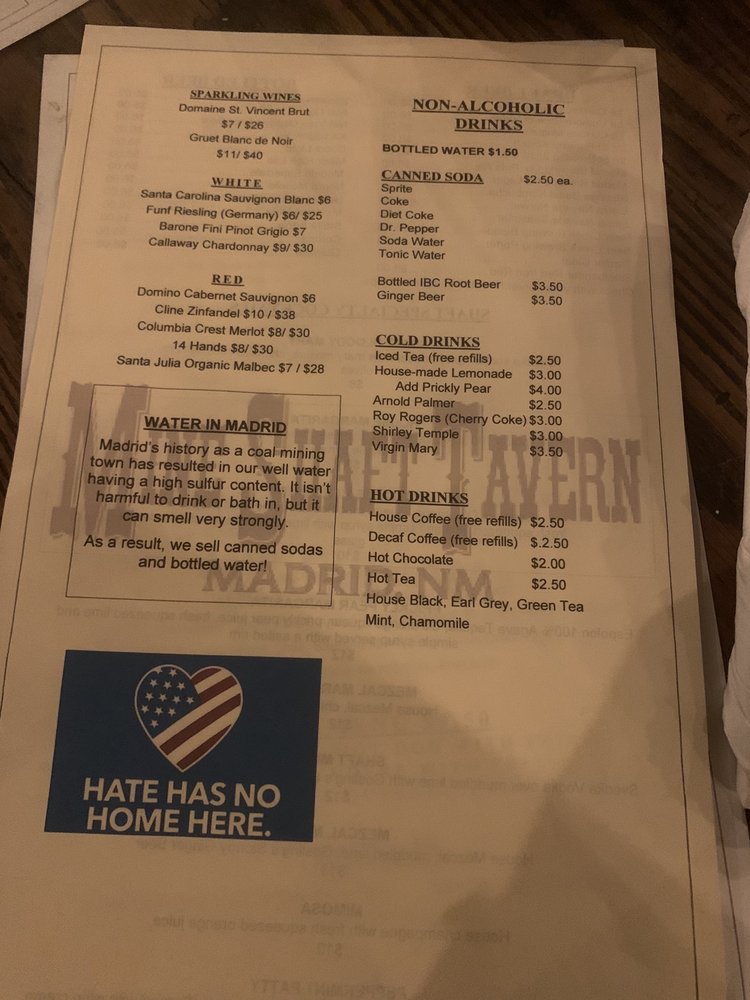 SPARKLING WINES
Domaine St. Vincent Brut
$7 / $26
Gruet Blanc de Noir
$11/ $40
WHITE
Santa Carolina Sauvignon Blanc $6
Funf Riesling (Germany) $6/ $25
Barone Fini Pinot Grigio $7
Callaway Chardonnay $9/ $30
RED
Domino Cabernet Sauvignon $6
Cline Zinfandel $10 / $38
Columbia Crest Merlot $8/ $30
14 Hands $8/ $30
Santa Julia Organic Malbec $7 / $28
WATER IN MADRID
Madrid's history as a coal mining
town has resulted in our well water
having a high sulfur content. It isn't
harmful to drink or bath in, but it
can smell very strongly.
As a result, we sell canned sodas
and bottled water!
HATE HAS NO
HOME HERE.
NON-ALCOHOLIC
DRINKS
BOTTLED WATER $1.50
CANNED SODA $2.50 ea.
Sprite
Coke
Diet Coke
Dr. Pepper
Soda Water
Tonic Water
Bottled IBC Root Beer $3.50
Ginger Beer $3.50
COLD DRINKS
Iced Tea (free refills) $2.50
House-made Lemonade $3.00
Add Prickly Pear $4.00
Arnold Palmer $2.50
Roy Rogers (Cherry Coke) $3.00
Shirley Temple $3.00
Virgin Mary $3.50
HOT DRINKS
House Coffee (free refills) $2.50
Decaf Coffee (free refills) $.2.50
Hot Chocolate $2.00
Hot Tea $2.50
House Black, Earl Grey, Green Tea
Mint, Chamomile
MINE SHAFT TAVERN
MADRID, NM